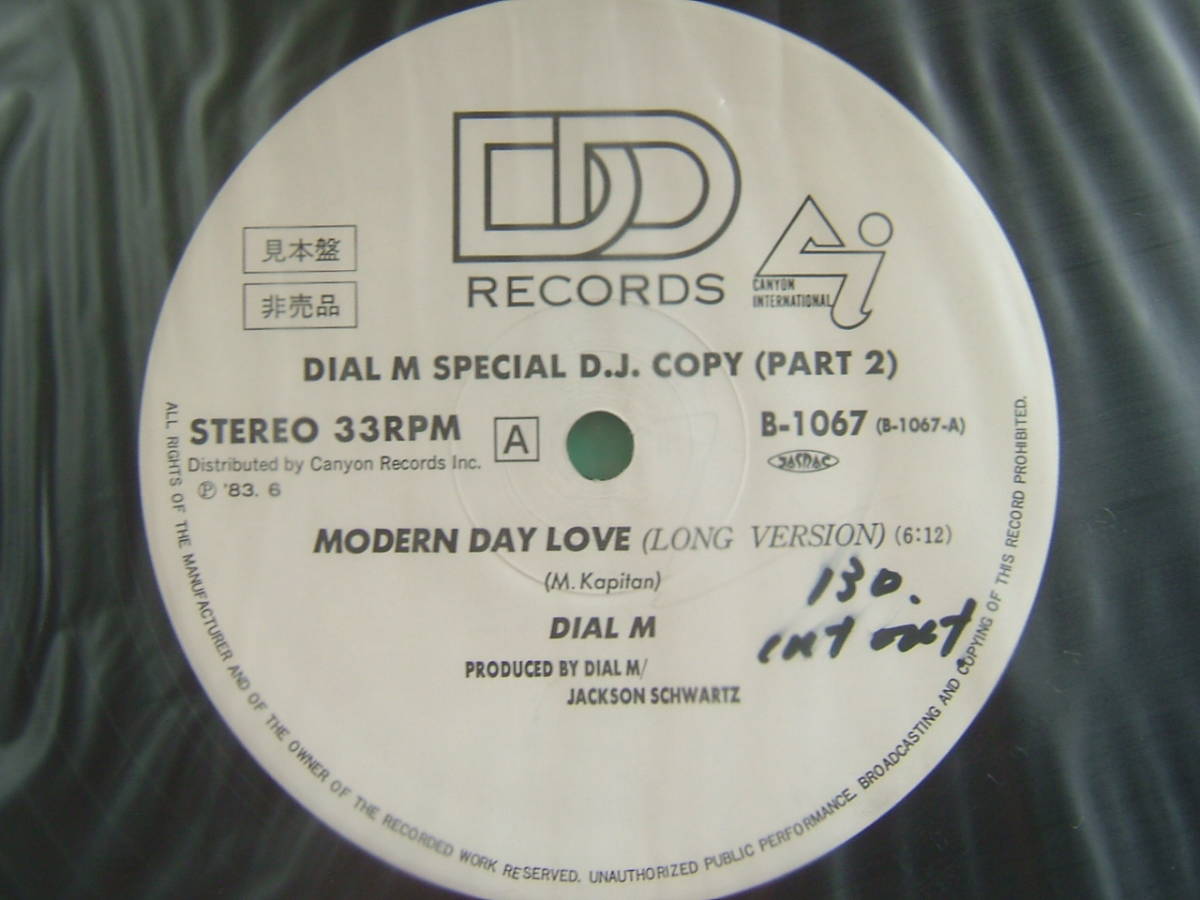 DD
RECORDS
Ai
CANYON
INTERNATIONAL
見本盤
非売品
DIAL M SPECIAL D.J. COPY (PART 2)
STEREO 33RPM
A
B-1067 (B-1067-A)
Distributed by Canyon Records Inc.
JASRAC
Ⓟ '83. 6
MODERN DAY LOVE (LONG VERSION) (6:12)
(M. Kapitan)
130.
DIAL M
cut out.
PRODUCED BY DIAL M/
JACKSON SCHWARTZ
ALL RIGHTS OF THE MANUFACTURER AND OF THE OWNER OF THE RECORDED WORK RESERVED. UNAUTHORIZED PUBLIC PERFORMANCE, BROADCASTING AND COPYING OF THIS RECORD PROHIBITED.